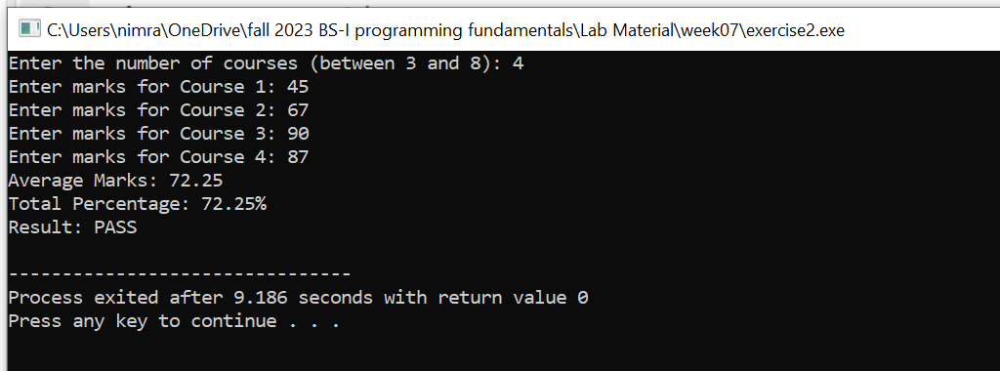 C:\Users\nimra\OneDrive\fall 2023 BS-I programming fundamentals\Lab Material\week07\exercise2.exe
Enter the number of courses (between 3 and 8): 4
Enter marks for Course 1: 45
Enter marks for Course 2: 67
Enter marks for Course 3: 90
Enter marks for Course 4: 87
Average Marks: 72.25
Total Percentage: 72.25%
Result: PASS
--------------------------------
Process exited after 9.186 seconds with return value 0
Press any key to continue . . .